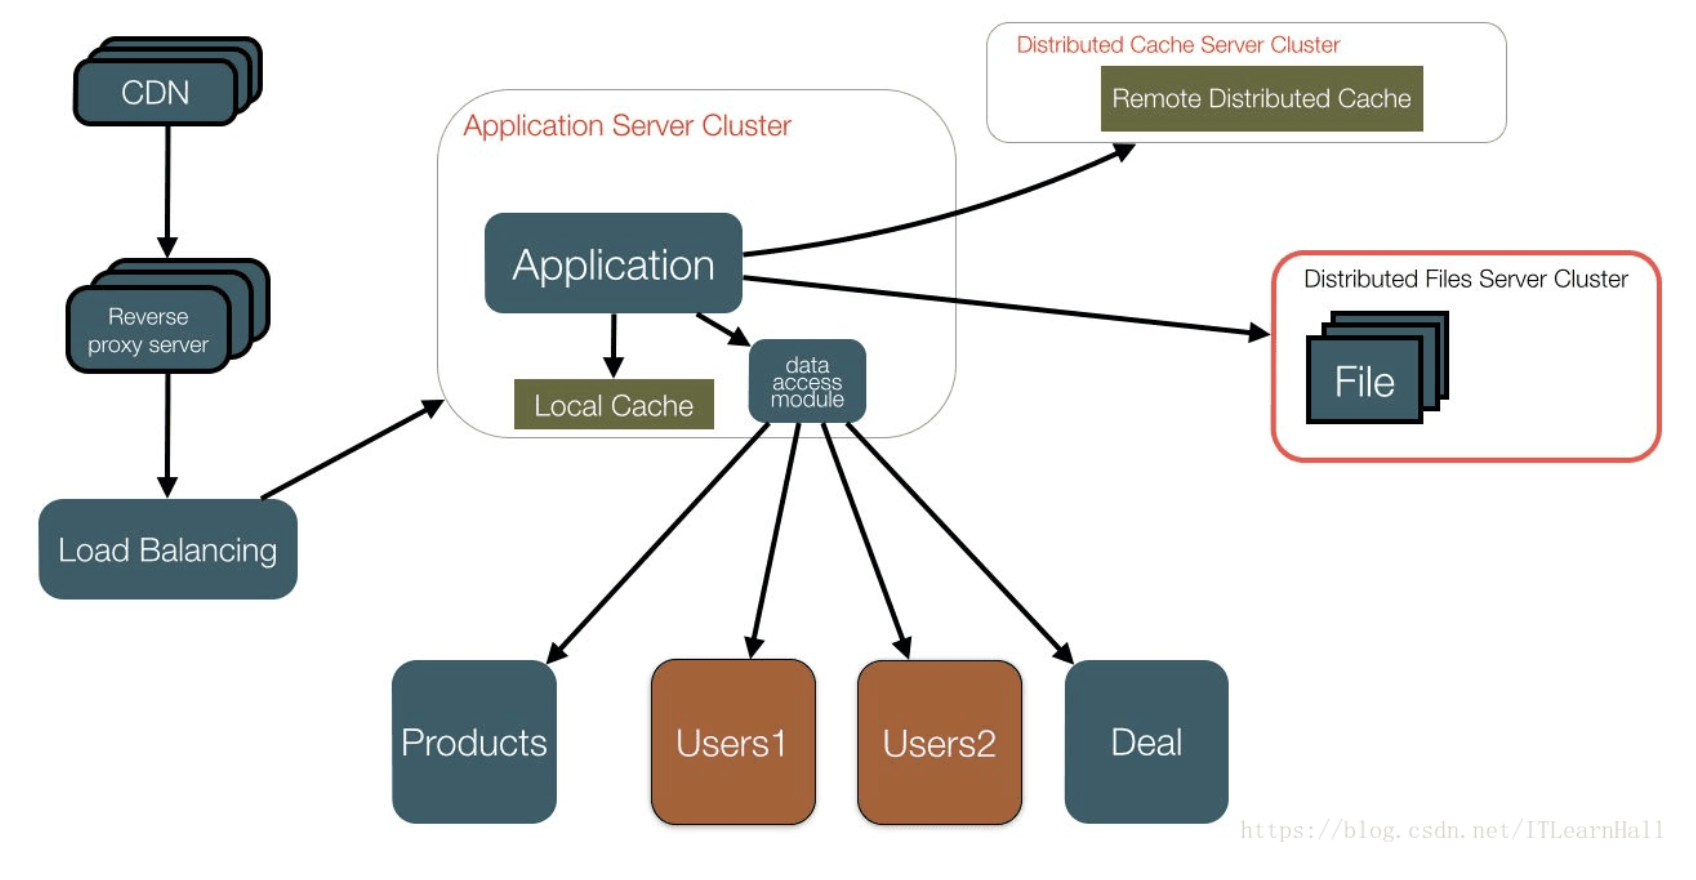 CDN
Reverse
proxy server
Load Balancing
Application Server Cluster
Application
Local Cache
data
access
module
Distributed Cache Server Cluster
Remote Distributed Cache
Distributed Files Server Cluster
File
Products
Users1
Users2
Deal
https://blog.csdn.net/ITLearnHall